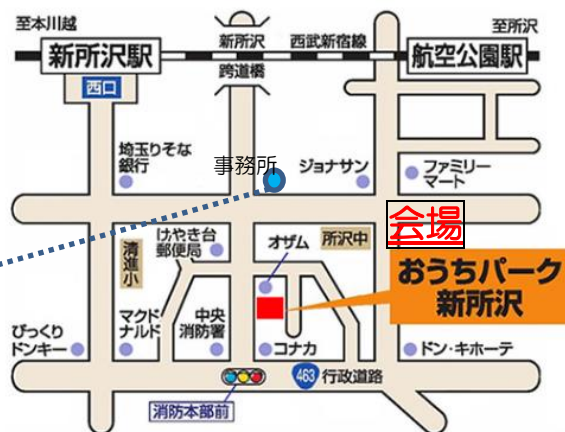 至本川越
至所沢
新所沢駅
新所沢
跨道橋
西武新宿線
航空公園駅
西口
埼玉りそな
銀行
事務所
ジョナサン
ファミリー
マート
会場
清進小
けやき台
郵便局
オザム
所沢中
おうちパーク
新所沢
びっくり
ドンキー
マクド
ナルド
中央
消防署
コナカ
ドン・キホーテ
463 行政道路
消防本部前